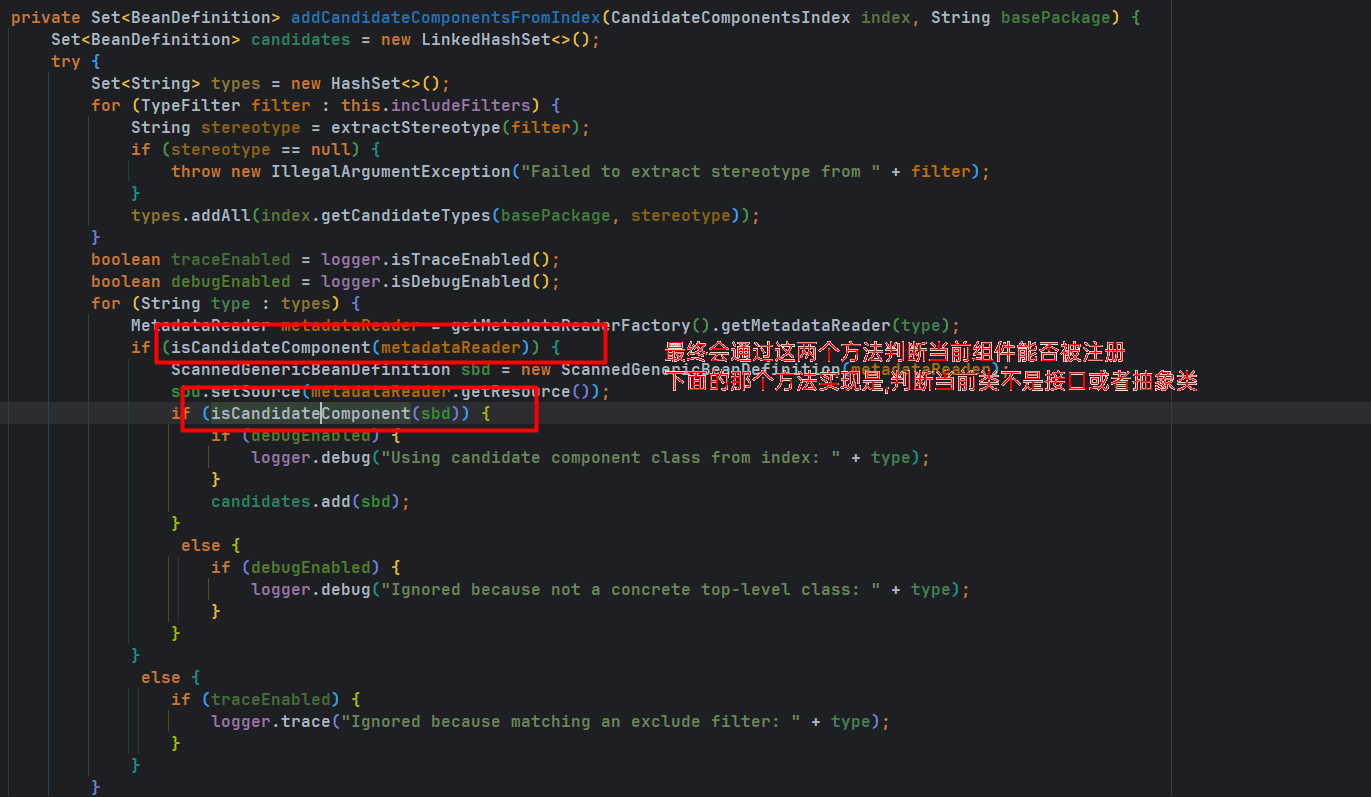 private Set<BeanDefinition> addCandidateComponentsFromIndex(CandidateComponentsIndex index, String basePackage) {
Set<BeanDefinition> candidates = new LinkedHashSet<>();
try {
Set<String> types = new HashSet<>();
for (TypeFilter filter : this.includeFilters) {
String stereotype = extractStereotype(filter);
if (stereotype == null) {
throw new IllegalArgumentException("Failed to extract stereotype from " + filter);
}
types.addAll(index.getCandidateTypes(basePackage, stereotype));
}
boolean traceEnabled = logger.isTraceEnabled();
boolean debugEnabled = logger.isDebugEnabled();
for (String type : types) {
MetadataReader metadataReader = getMetadataReaderFactory().getMetadataReader(type);
if (isCandidateComponent(metadataReader)) {
最终会通过这两个方法判断当前组件能否被注册
ScannedGenericBeanDefinition sbd = new ScannedGenericBeanDefinition(metadataReader);
下面的那个方法实现是,判断当前类不是接口或者抽象类
sbd.setSource(metadataReader.getResource());
if (isCandidateComponent(sbd)) {
if (debugEnabled) {
logger.debug("Using candidate component class from index: " + type);
}
candidates.add(sbd);
}
else {
if (debugEnabled) {
logger.debug("Ignored because not a concrete top-level class: " + type);
}
}
}
else {
if (traceEnabled) {
logger.trace("Ignored because matching an exclude filter: " + type);
}
}
}